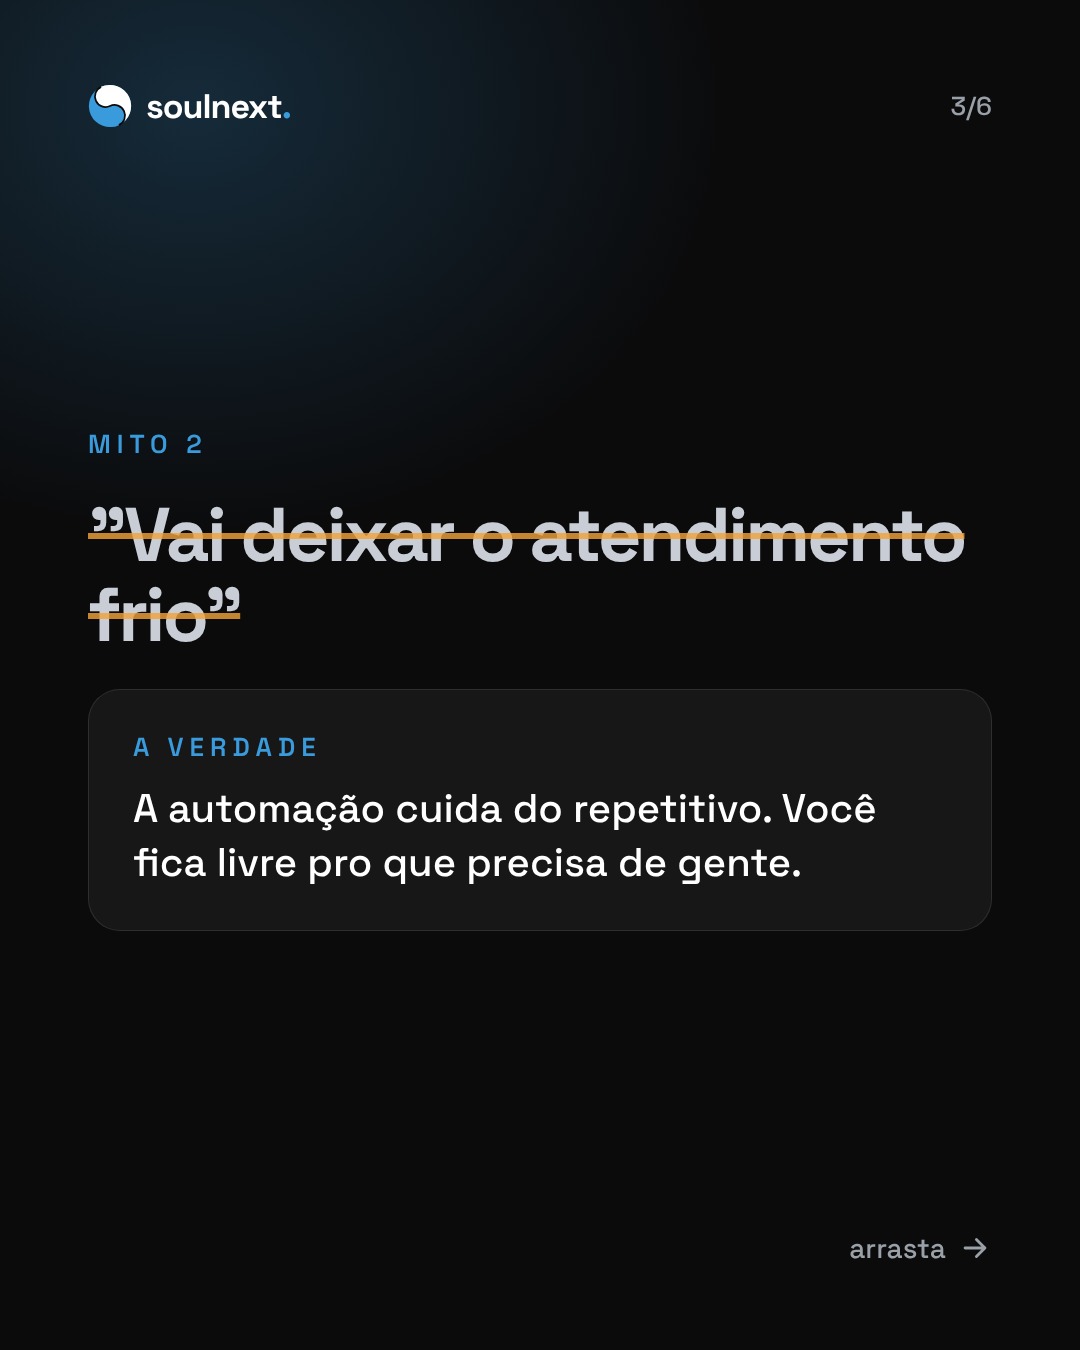 soulnext.
3/6
MITO 2
”Vai deixar o atendimento
frio”
A VERDADE
A automação cuida do repetitivo. Você
fica livre pro que precisa de gente.
arrasta →